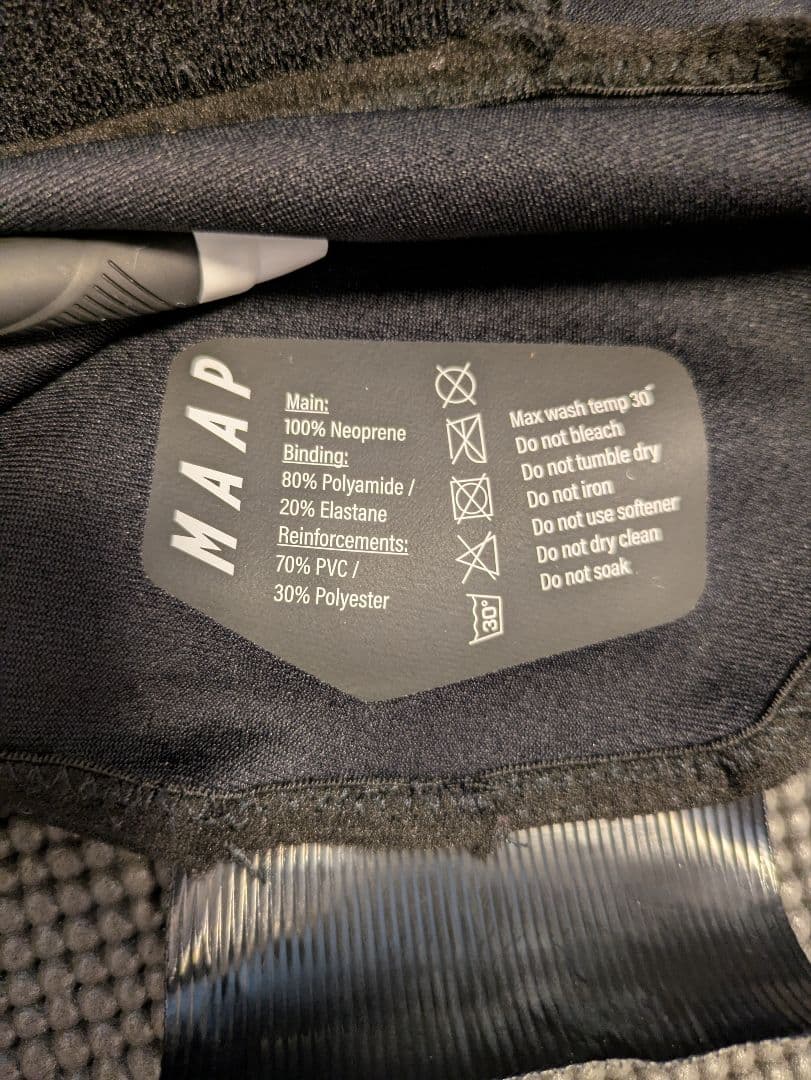 MAAP
Main:
100% Neoprene
Binding:
80% Polyamide /
20% Elastane
Reinforcements:
70% PVC /
30% Polyester
30°
Max wash temp 30°
Do not bleach
Do not tumble dry
Do not iron
Do not use softener
Do not dry clean
Do not soak